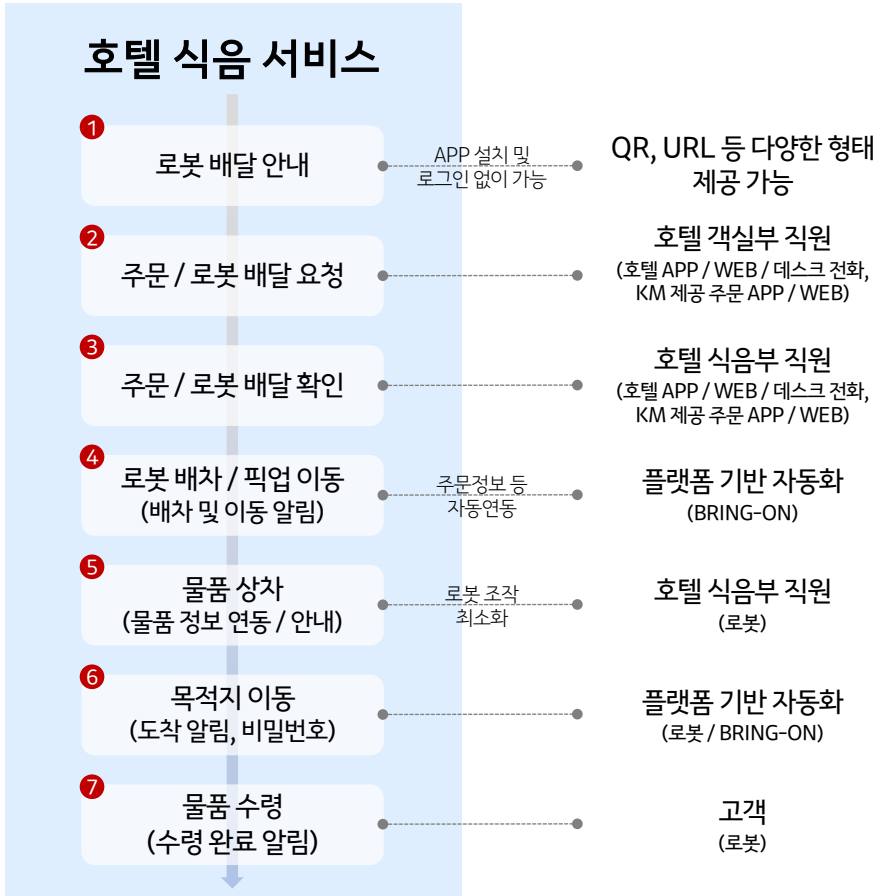 호텔 식음 서비스
1
로봇 배달 안내
APP 설치 및
로그인 없이 가능
QR, URL 등 다양한 형태
제공 가능
2
주문 / 로봇 배달 요청
호텔 객실부 직원
(호텔 APP / WEB / 데스크 전화,
KM 제공 주문 APP / WEB)
3
주문 / 로봇 배달 확인
호텔 식음부 직원
(호텔 APP / WEB / 데스크 전화,
KM 제공 주문 APP / WEB)
4
로봇 배차 / 픽업 이동
(배차 및 이동 알림)
주문정보 등
자동연동
플랫폼 기반 자동화
(BRING-ON)
5
물품 상차
(물품 정보 연동 / 안내)
로봇 조작
최소화
호텔 식음부 직원
(로봇)
6
목적지 이동
(도착 알림, 비밀번호)
플랫폼 기반 자동화
(로봇 / BRING-ON)
7
물품 수령
(수령 완료 알림)
고객
(로봇)